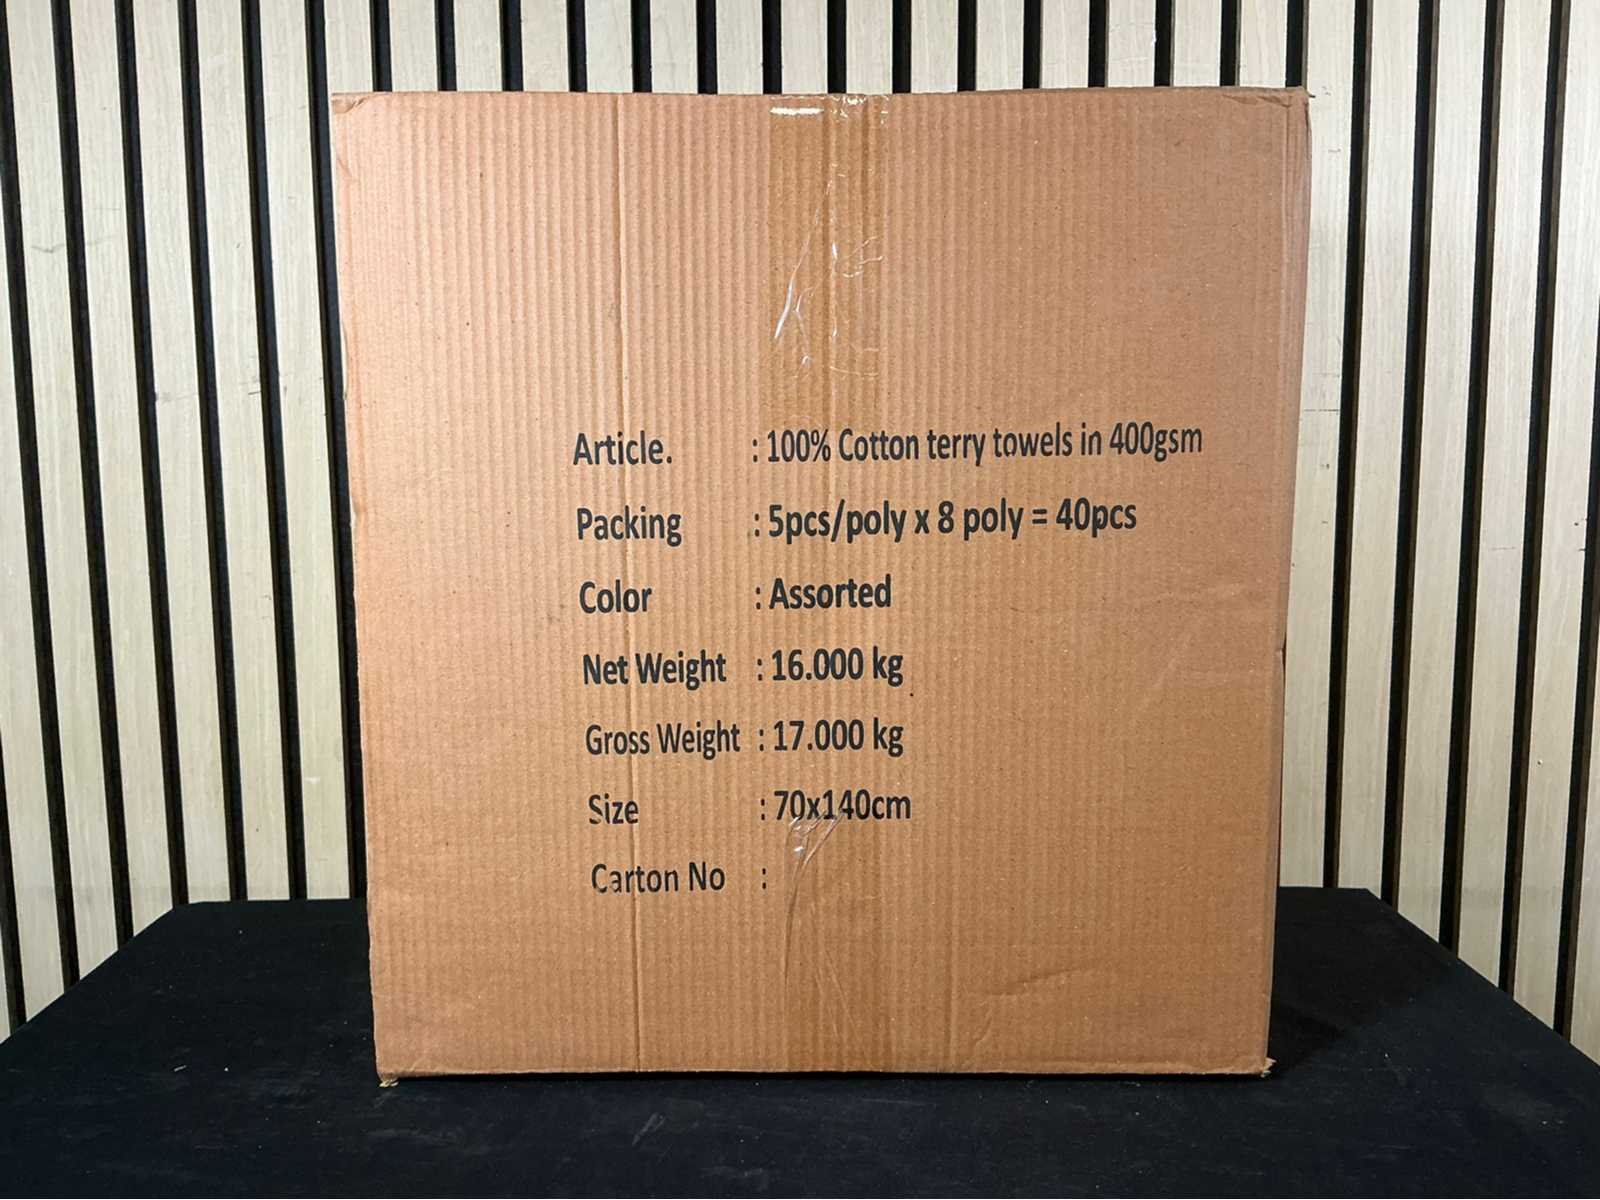 Article. : 100% Cotton terry towels in 400gsm
Packing : 5pcs/poly x 8 poly = 40pcs
Color : Assorted
Net Weight : 16.000 kg
Gross Weight : 17.000 kg
Size : 70x140cm
Carton No :